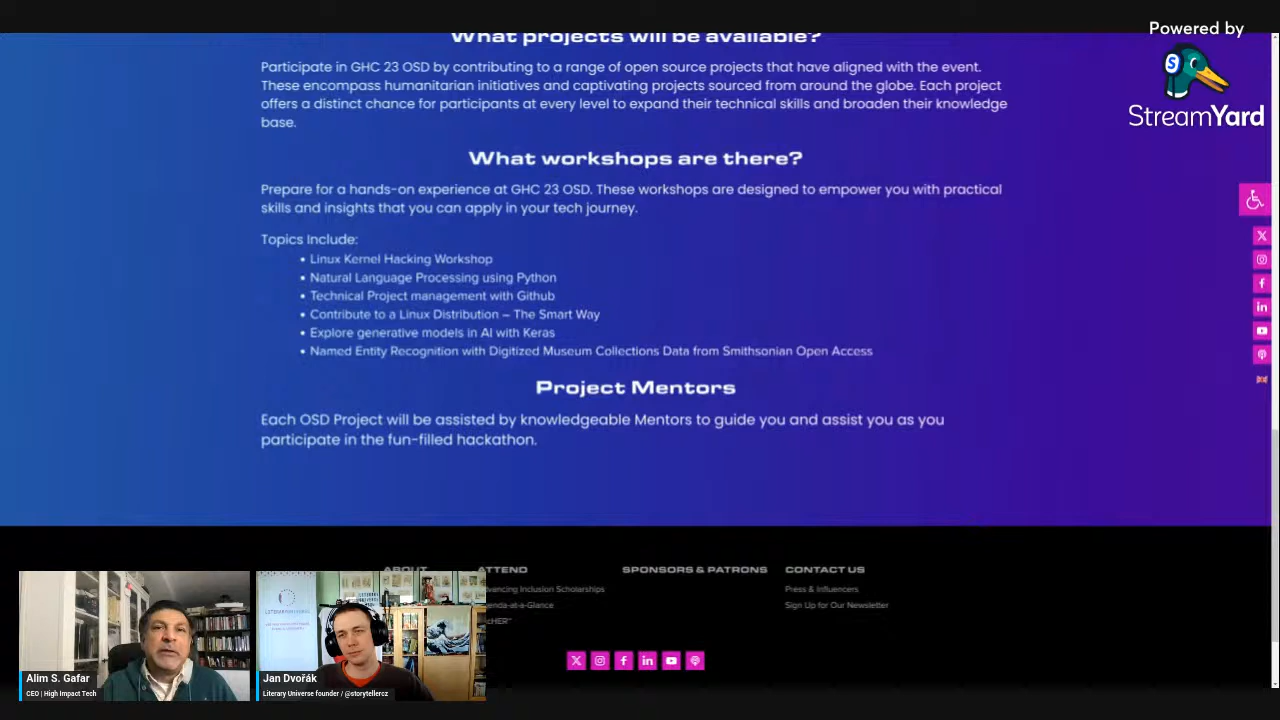 Powered by
StreamYard
What projects will be available?
Participate in GHC 23 OSD by contributing to a range of open source projects that have aligned with the event.
These encompass humanitarian initiatives and captivating projects sourced from around the globe. Each project
offers a distinct chance for participants at every level to expand their technical skills and broaden their knowledge
base.
What workshops are there?
Prepare for a hands-on experience at GHC 23 OSD. These workshops are designed to empower you with practical
skills and insights that you can apply in your tech journey.
Topics Include:
• Linux Kernel Hacking Workshop
• Natural Language Processing using Python
• Technical Project management with Github
• Contribute to a Linux Distribution – The Smart Way
• Explore generative models in AI with Keras
• Named Entity Recognition with Digitized Museum Collections Data from Smithsonian Open Access
Project Mentors
Each OSD Project will be assisted by knowledgeable Mentors to guide you and assist you as you
participate in the fun-filled hackathon.
ABOUT
ATTEND
SPONSORS & PATRONS
CONTACT US
Inclusion Scholarships
Press & Influencers
Sign Up for Our Newsletter
Alim S. Gafar
CEO | High Impact Tech
Jan Dvořák
Literary Universe founder / @storytellercz